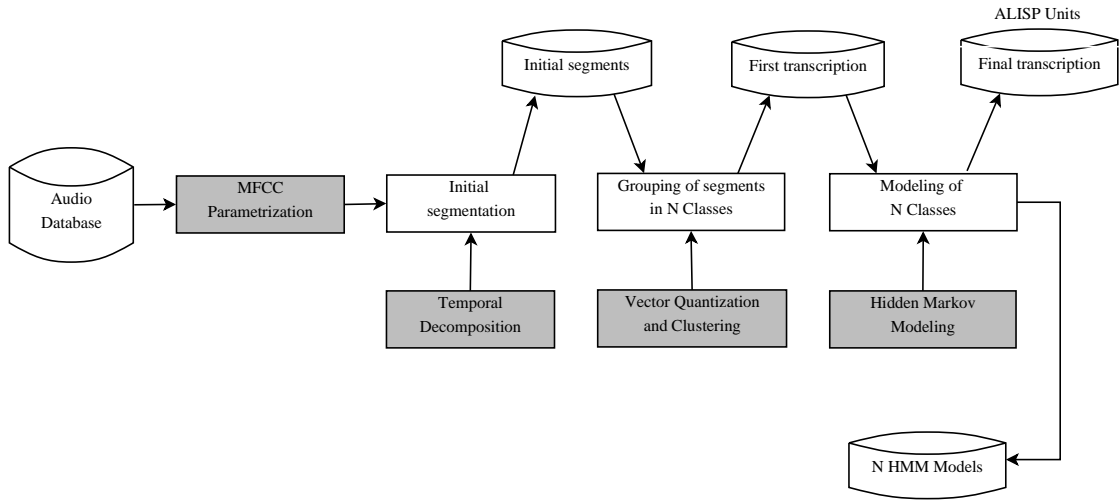 ALISP Units
Initial segments
First transcription
Final transcription
Audio
Database
MFCC
Parametrization
Initial
segmentation
Grouping of segments
in N Classes
Modeling of
N Classes
Temporal
Decomposition
Vector Quantization
and Clustering
Hidden Markov
Modeling
N HMM Models